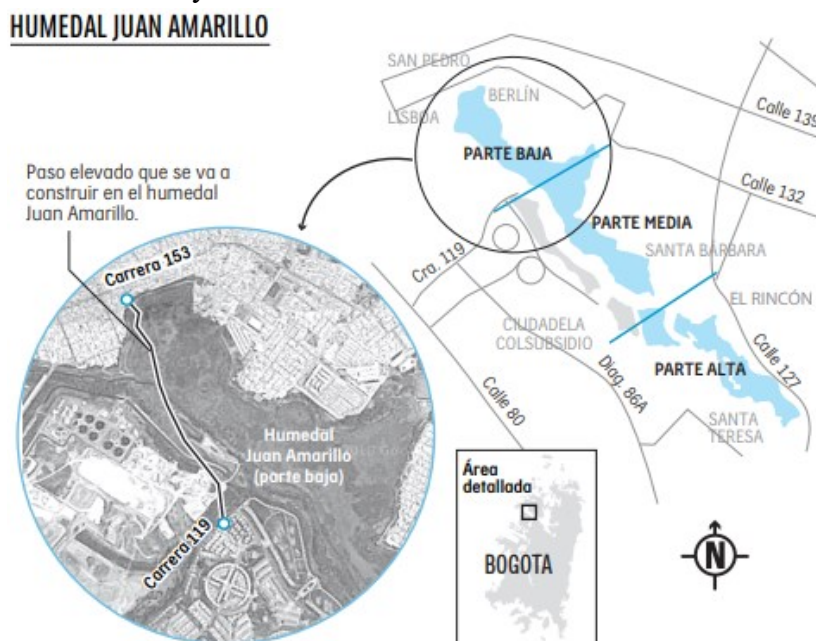 HUMEDAL JUAN AMARILLO
SAN PEDRO
BERLÍN
LISBOA
Calle 139
PARTE BAJA
Calle 132
Paso elevado que se va a
construir en el humedal
Juan Amarillo.
PARTE MEDIA
SANTA BÁRBARA
Cra. 119
EL RINCÓN
CIUDADELA
COLSUBSIDIO
Calle 127
PARTE ALTA
Diag. 86A
Calle 80
SANTA
TERESA
Carrera 153
Humedal
Juan Amarillo
(parte baja)
Carrera 119
Área
detallada
BOGOTA
N